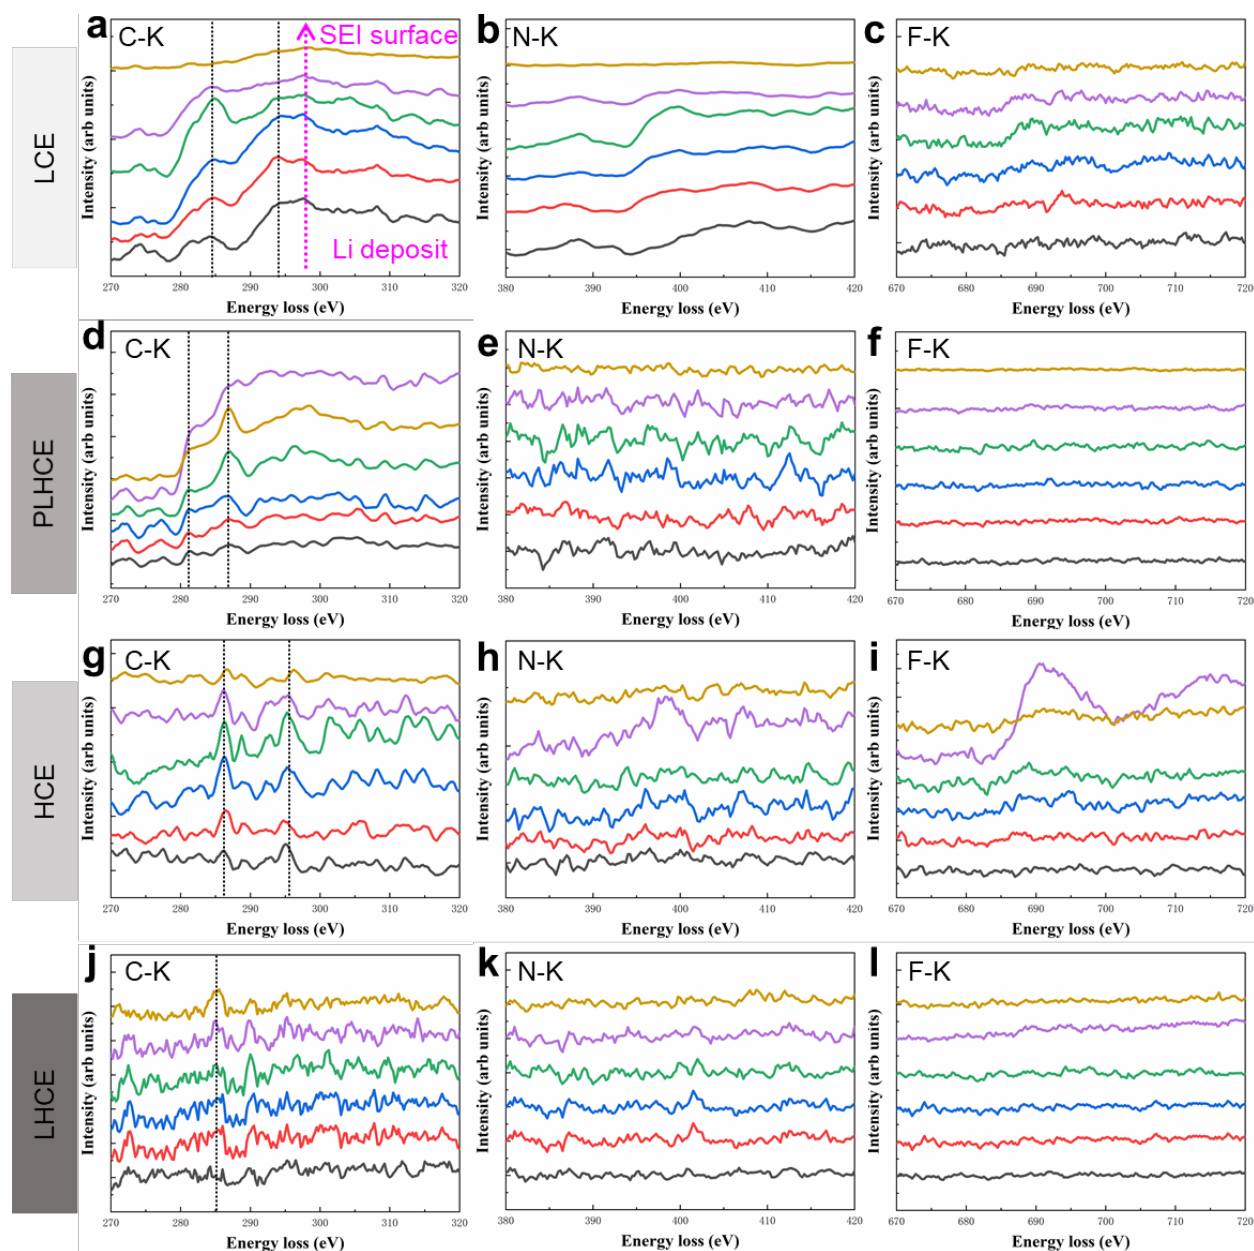 LCE
a
C-K
SEI surface
Li deposit
Intensity (arb units)
270 280 290 300 310 320
Energy loss (eV)
b
N-K
Intensity (arb units)
380 390 400 410 420
Energy loss (eV)
c
F-K
Intensity (arb units)
670 680 690 700 710 720
Energy loss (eV)
PLHCE
d
C-K
Intensity (arb units)
270 280 290 300 310 320
Energy loss (eV)
e
N-K
Intensity (arb units)
380 390 400 410 420
Energy loss (eV)
f
F-K
Intensity (arb units)
670 680 690 700 710 720
Energy loss (eV)
HCE
g
C-K
Intensity (arb units)
270 280 290 300 310 320
Energy loss (eV)
h
N-K
Intensity (arb units)
380 390 400 410 420
Energy loss (eV)
i
F-K
Intensity (arb units)
670 680 690 700 710 720
Energy loss (eV)
LHCE
j
C-K
Intensity (arb units)
270 280 290 300 310 320
Energy loss (eV)
k
N-K
Intensity (arb units)
380 390 400 410 420
Energy loss (eV)
l
F-K
Intensity (arb units)
670 680 690 700 710 720
Energy loss (eV)